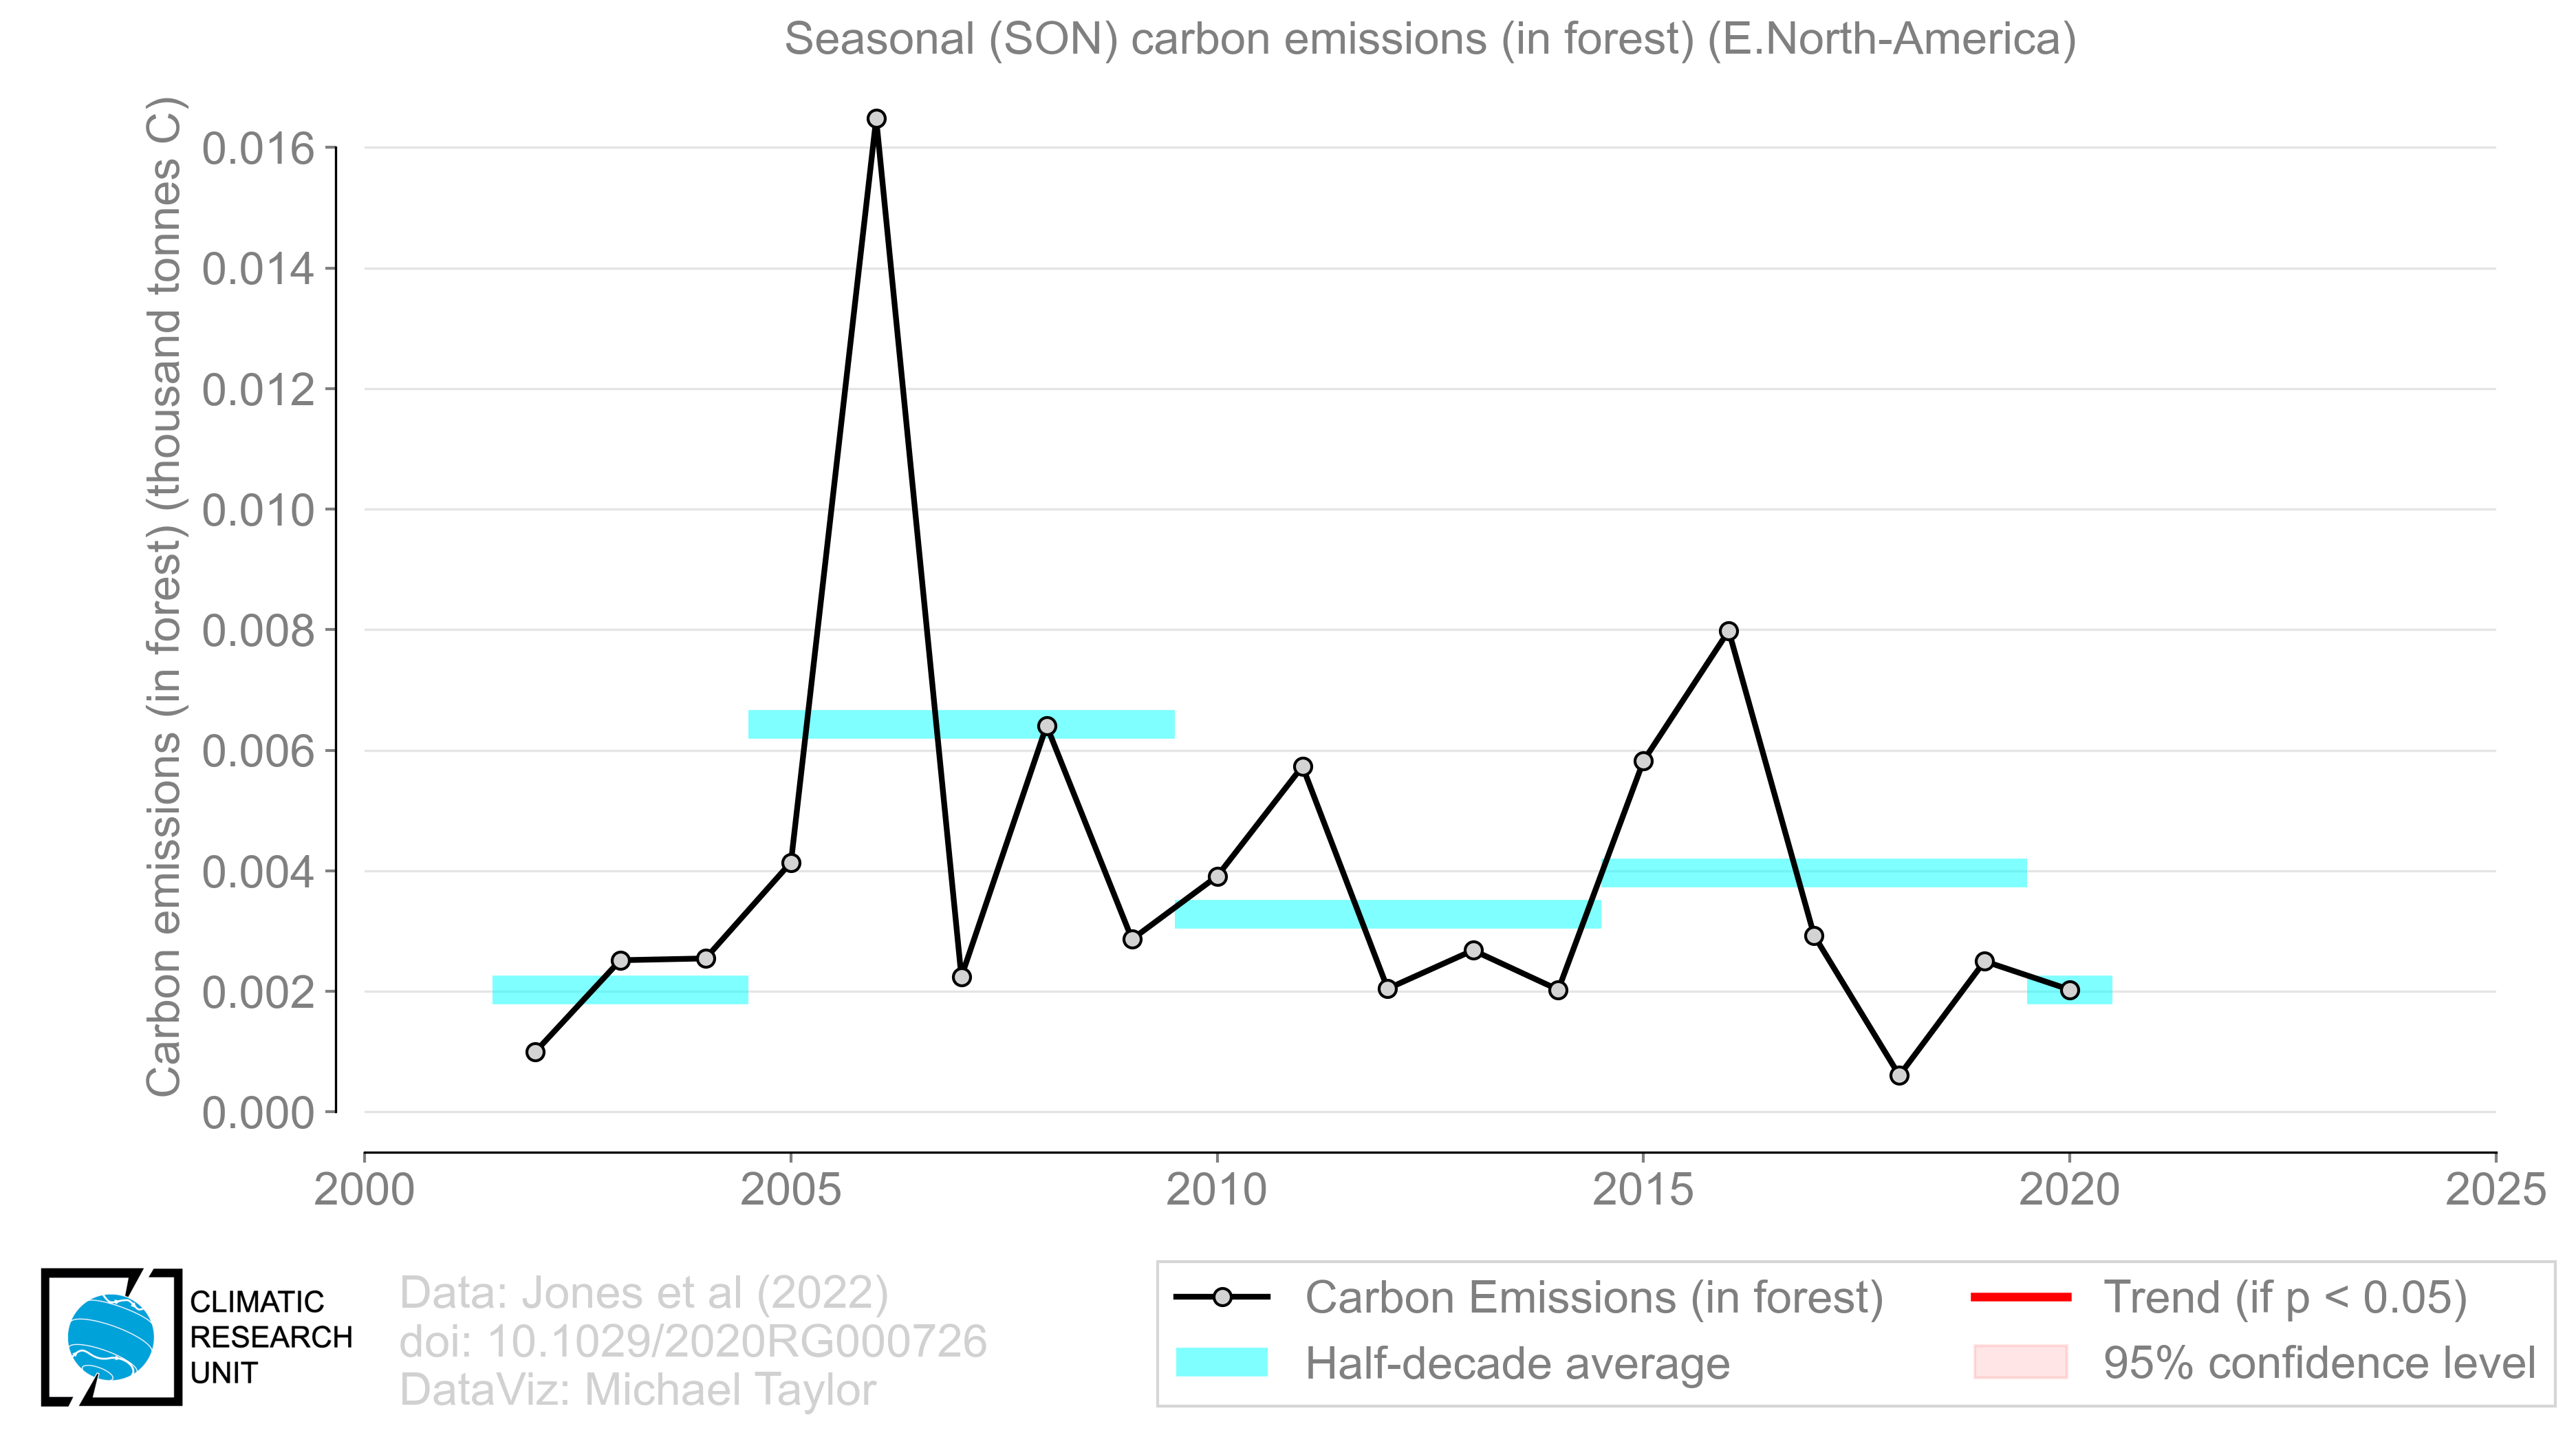 Seasonal (SON) carbon emissions (in forest) (E.North-America)
Carbon emissions (in forest) (thousand tonnes C)
0.016
0.014
0.012
0.010
0.008
0.006
0.004
0.002
0.000
2000 2005 2010 2015 2020 2025
CLIMATIC
RESEARCH
UNIT
Data: Jones et al (2022)
doi: 10.1029/2020RG000726
DataViz: Michael Taylor
Carbon Emissions (in forest)
Half-decade average
Trend (if p < 0.05)
95% confidence level